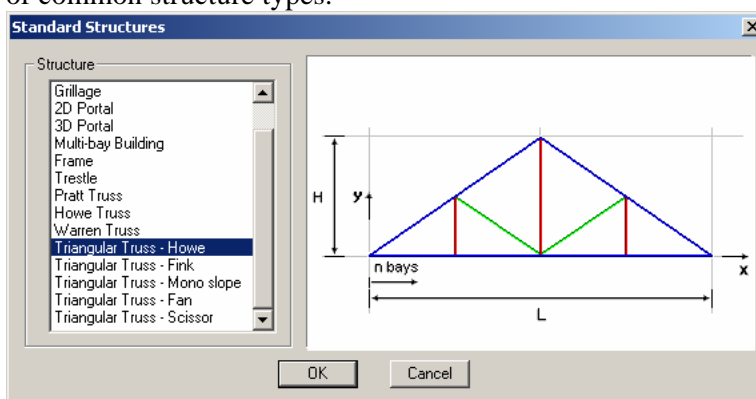 of common structure types.
Standard Structures
Structure
Grillage
2D Portal
3D Portal
Multi-bay Building
Frame
Trestle
Pratt Truss
Howe Truss
Warren Truss
Triangular Truss - Howe
Triangular Truss - Fink
Triangular Truss - Mono slope
Triangular Truss - Fan
Triangular Truss - Scissor
H
y
n bays
x
L
OK
Cancel